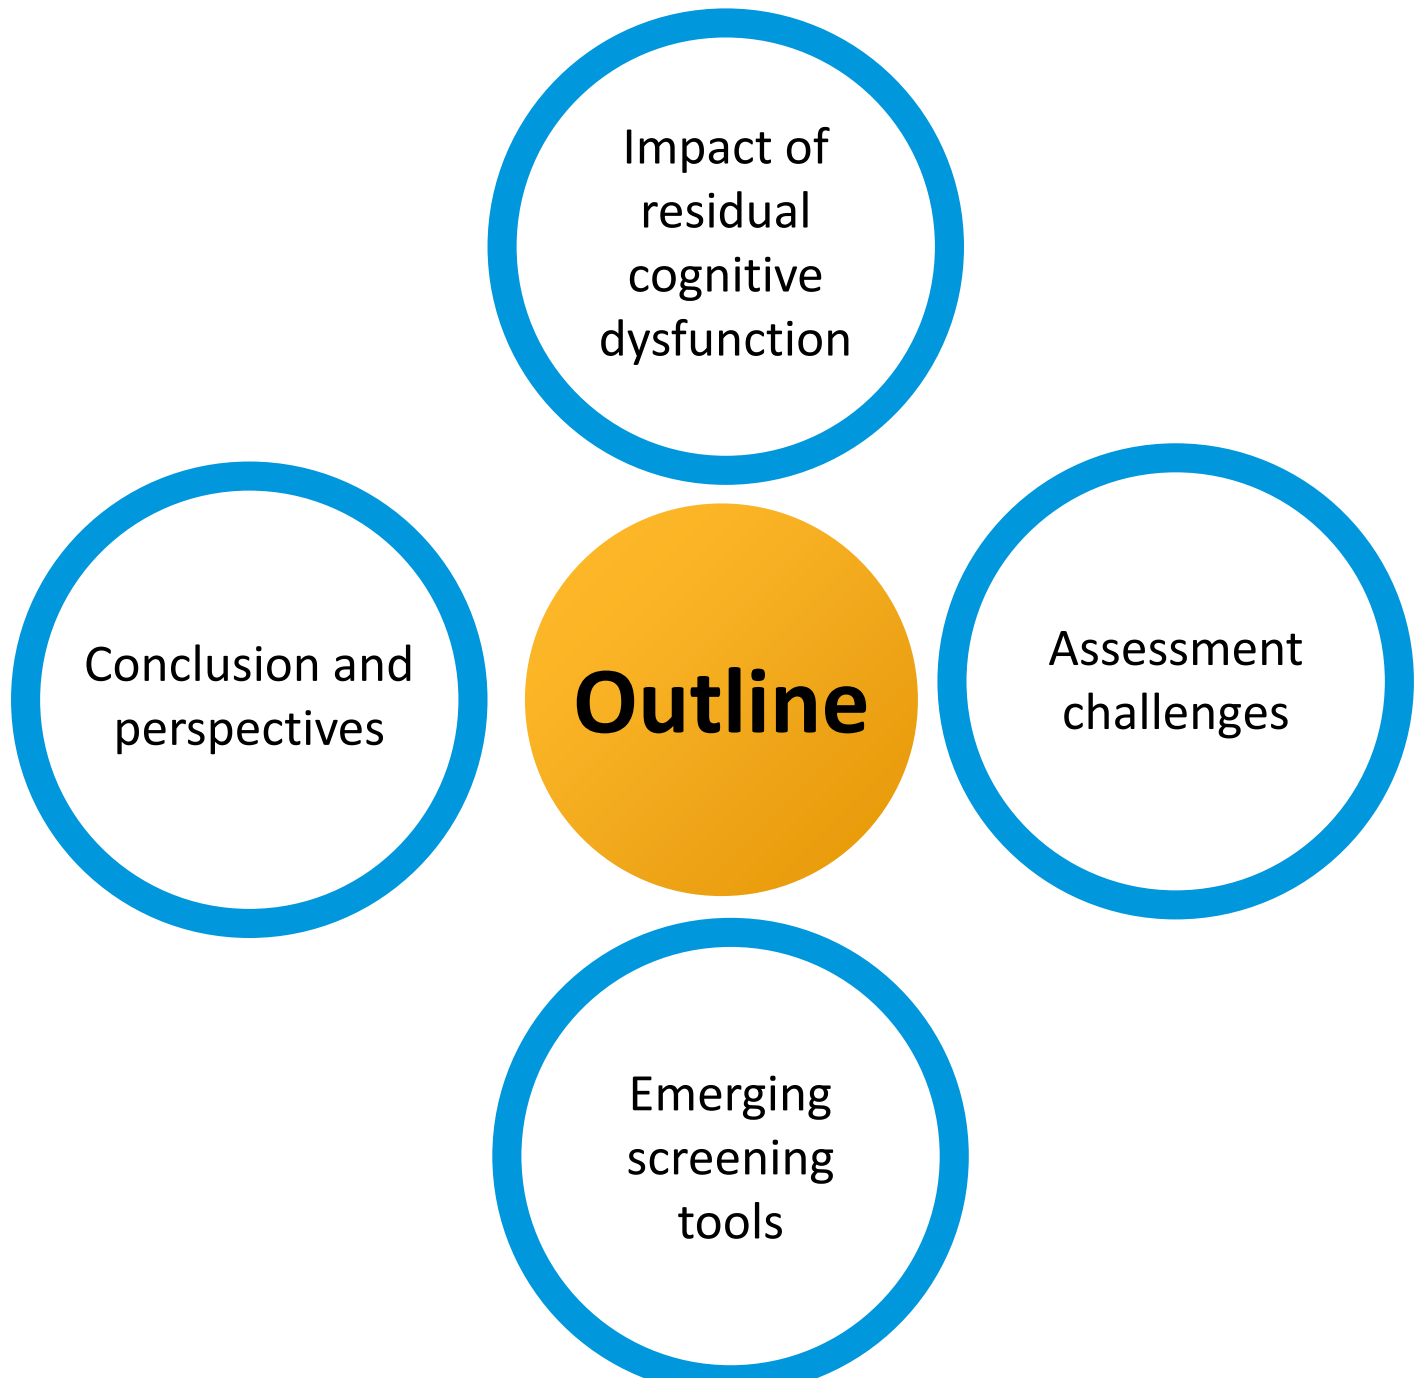 Impact of
residual
cognitive
dysfunction
Outline
Assessment
challenges
Emerging
screening
tools
Conclusion and
perspectives